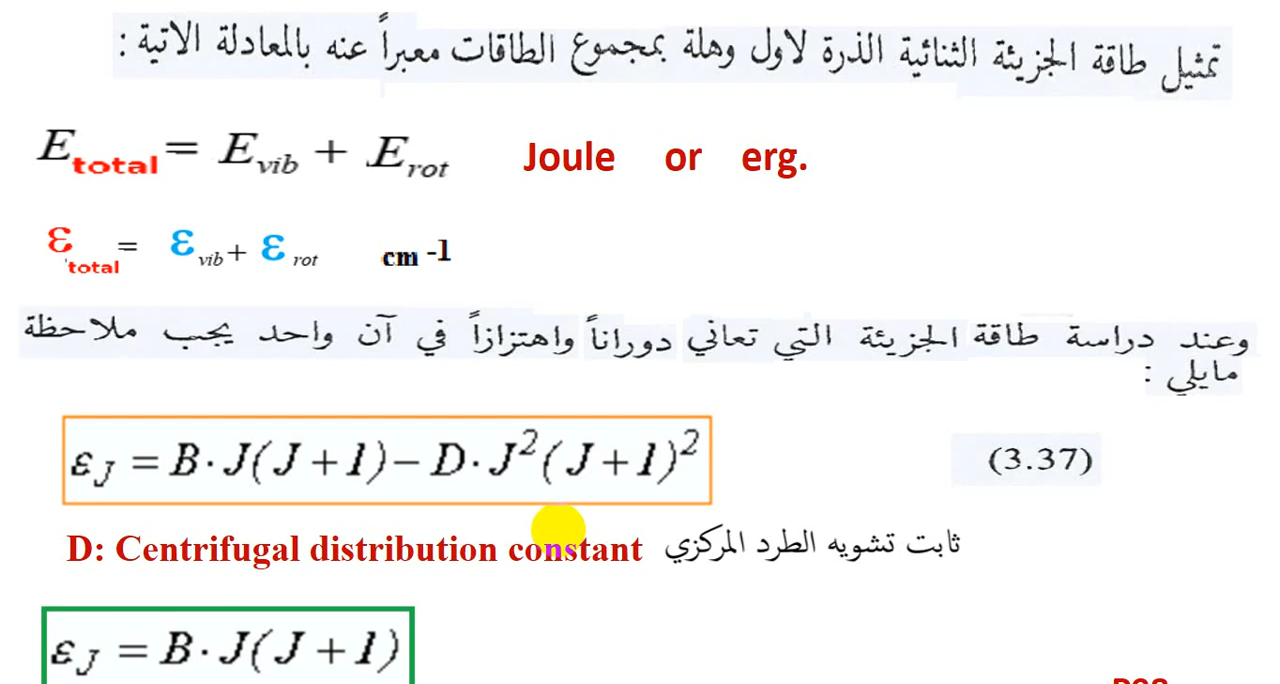 تمثيل طاقة الجزيئة الثنائية الذرة لاول وهلة بمجموع الطاقات معبراً عنه بالمعادلة الاتية :
E_total = E_vib + E_rot Joule or erg.
ε_total = ε_vib + ε_rot cm -1
وعند دراسة طاقة الجزيئة التي تعاني دوراناً واهتزازاً في آن واحد يجب ملاحظة
مايلي :
ε_J = B · J(J+1) – D · J²(J+1)² (3.37)
D: Centrifugal distribution constant ثابت تشويه الطرد المركزي
ε_J = B · J(J+1)